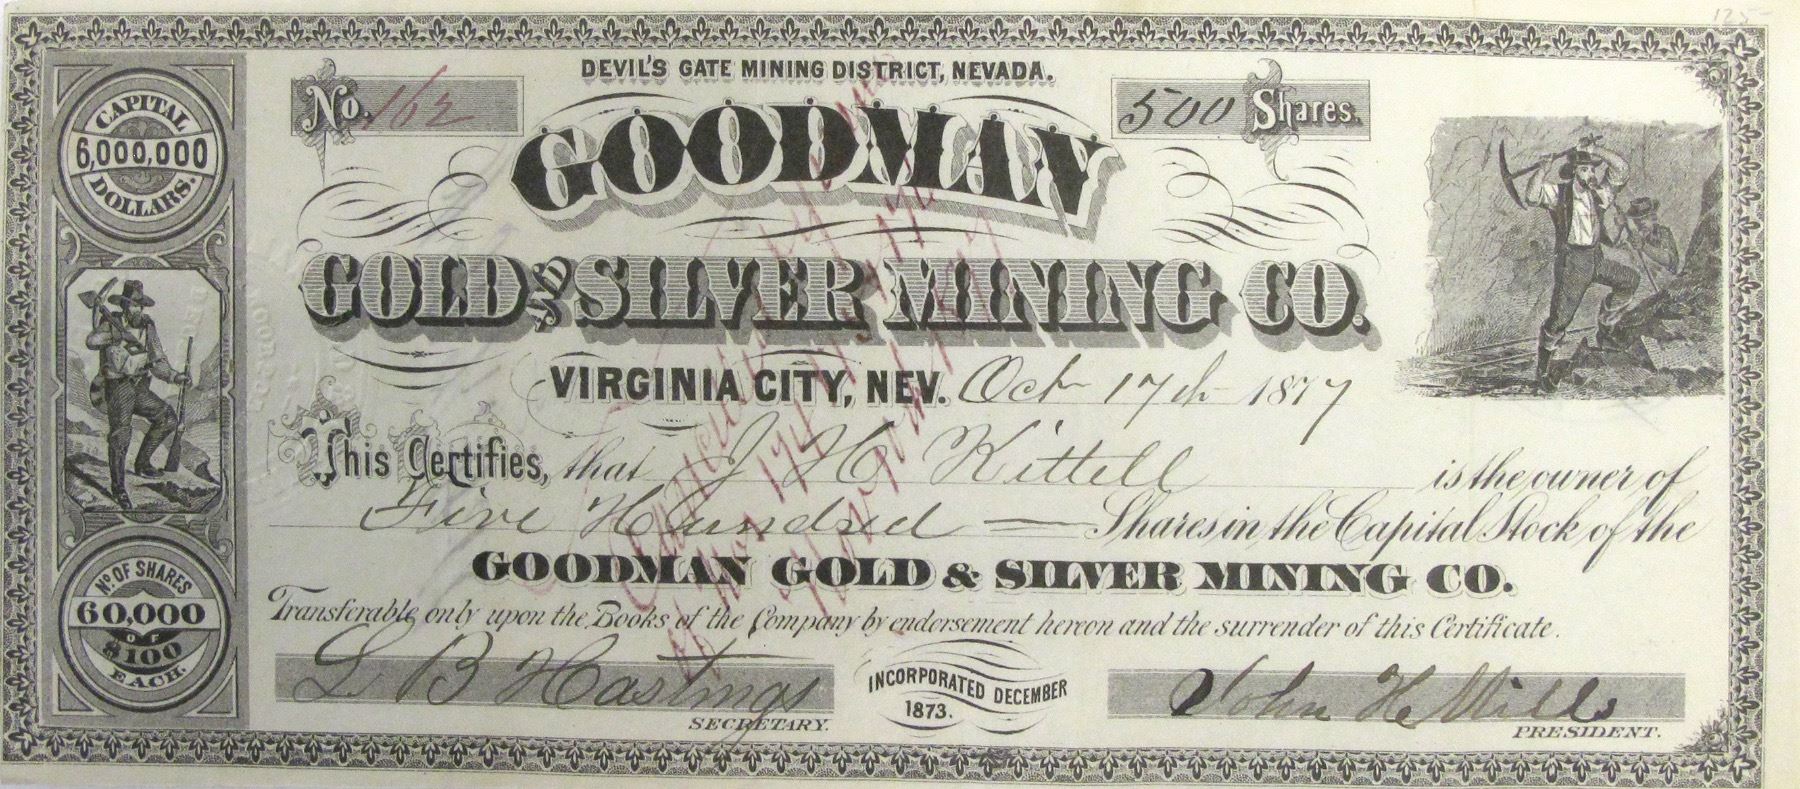 125-
DEVIL'S GATE MINING DISTRICT, NEVADA.
No. 162
500 Shares.
CAPITAL
6,000,000
DOLLARS.
GOODMAN
GOLD AND SILVER MINING CO.
VIRGINIA CITY, NEV. Oct 17th 1877
This Certifies, that J H Kittell is the owner of
Five Hundred Shares in the Capital Stock of the
GOODMAN GOLD & SILVER MINING CO.
Transferable only upon the Books of the Company by endorsement hereon and the surrender of this Certificate.
No. OF SHARES
60,000
OF
$100
EACH.
L B Hastings
SECRETARY.
INCORPORATED DECEMBER
1873.
John H Mills
PRESIDENT.
Cancelled